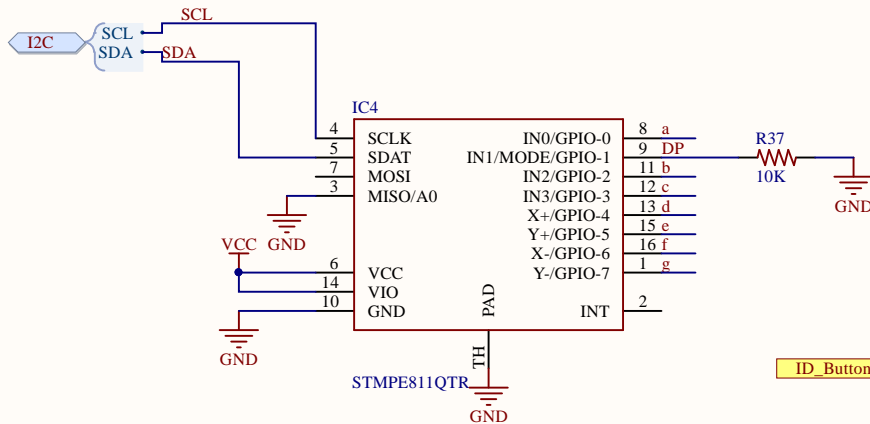 SCL
I2C
SCL
SDA
SDA
IC4
4 SCLK
5 SDAT
7 MOSI
3 MISO/A0
GND
VCC
6 VCC
14 VIO
10 GND
GND
IN0/GPIO-0 8 a
IN1/MODE/GPIO-1 9 DP
IN2/GPIO-2 11 b
IN3/GPIO-3 12 c
X+/GPIO-4 13 d
Y+/GPIO-5 15 e
X-/GPIO-6 16 f
Y-/GPIO-7 1 g
INT 2
R37
10K
GND
PAD
TH
STMPE811QTR
GND
ID_Button